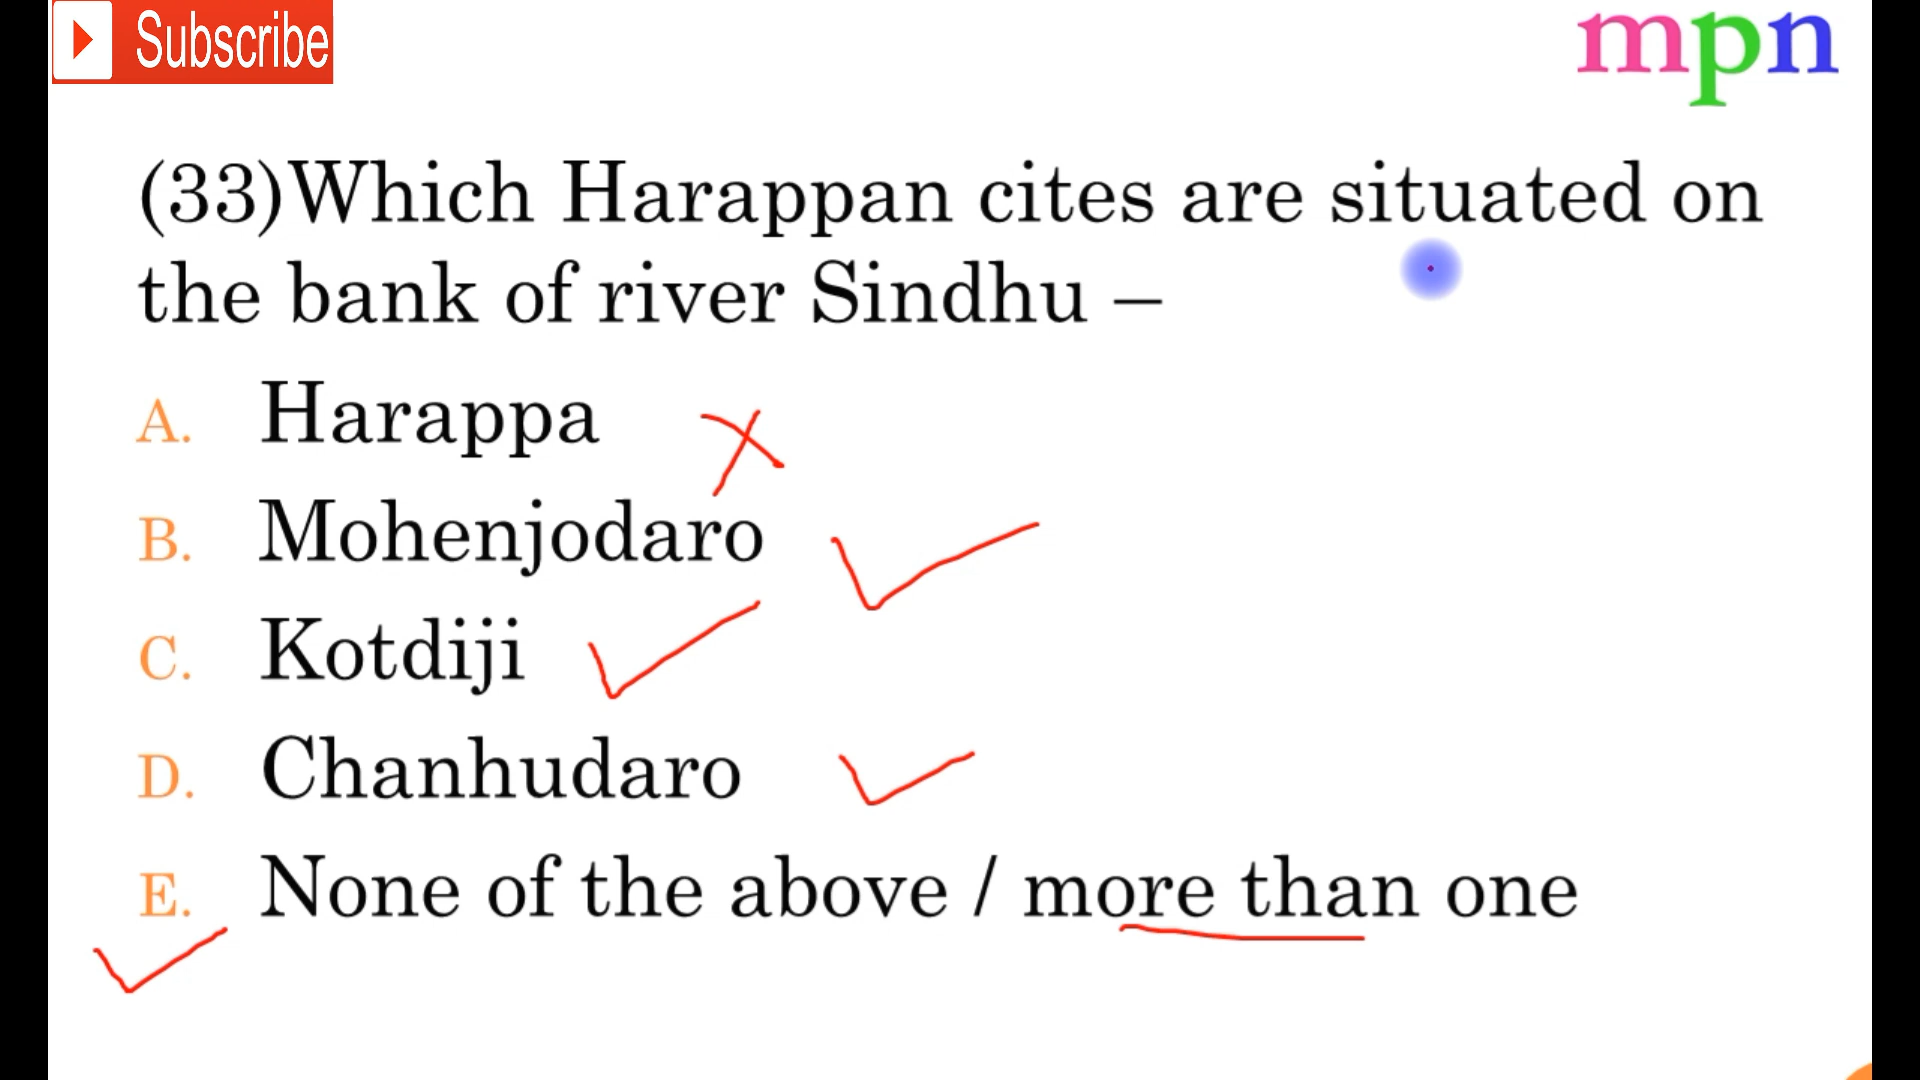 Subscribe
mpn
(33)Which Harappan cites are situated on
the bank of river Sindhu –
A. Harappa
B. Mohenjodaro
C. Kotdiji
D. Chanhudaro
E. None of the above / more than one